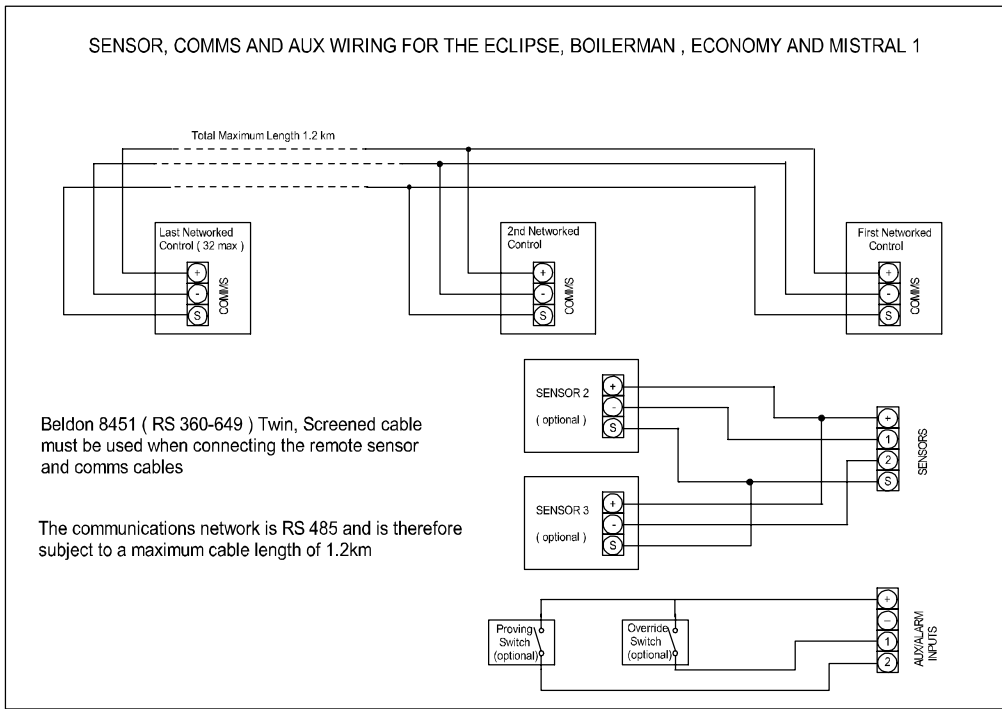 SENSOR, COMMS AND AUX WIRING FOR THE ECLIPSE, BOILERMAN , ECONOMY AND MISTRAL 1
Total Maximum Length 1.2 km
Last Networked
Control ( 32 max )
+
-
S
COMMS
2nd Networked
Control
+
-
S
COMMS
First Networked
Control
+
-
S
COMMS
SENSOR 2
( optional )
+
-
S
SENSOR 3
( optional )
+
-
S
+
1
2
S
SENSORS
Beldon 8451 ( RS 360-649 ) Twin, Screened cable
must be used when connecting the remote sensor
and comms cables
The communications network is RS 485 and is therefore
subject to a maximum cable length of 1.2km
Proving
Switch
(optional)
Override
Switch
(optional)
+
-
1
2
AUX/ALARM
INPUTS